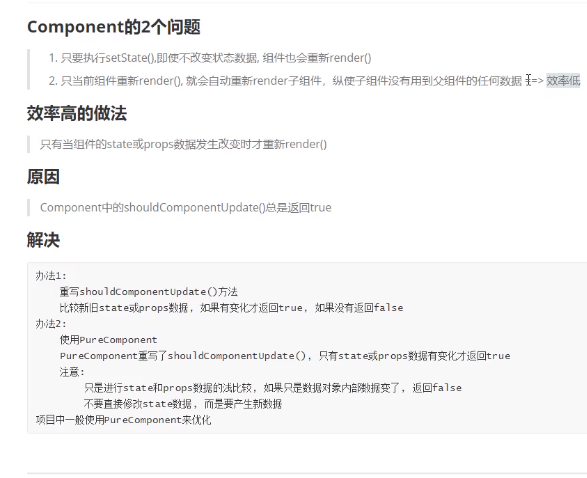 Component的2个问题
1. 只要执行setState(),即使不改变状态数据, 组件也会重新render()
2. 只当前组件重新render(), 就会自动重新render子组件，纵使子组件没有用到父组件的任何数据 ==> 效率低
效率高的做法
只有当组件的state或props数据发生改变时才重新render()
原因
Component中的shouldComponentUpdate()总是返回true
解决
办法1:
重写shouldComponentUpdate()方法
比较新旧state或props数据, 如果有变化才返回true, 如果没有返回false
办法2:
使用PureComponent
PureComponent重写了shouldComponentUpdate(), 只有state或props数据有变化才返回true
注意:
只是进行state和props数据的浅比较, 如果只是数据对象内部数据变了, 返回false
不要直接修改state数据, 而是要产生新数据
项目中一般使用PureComponent来优化